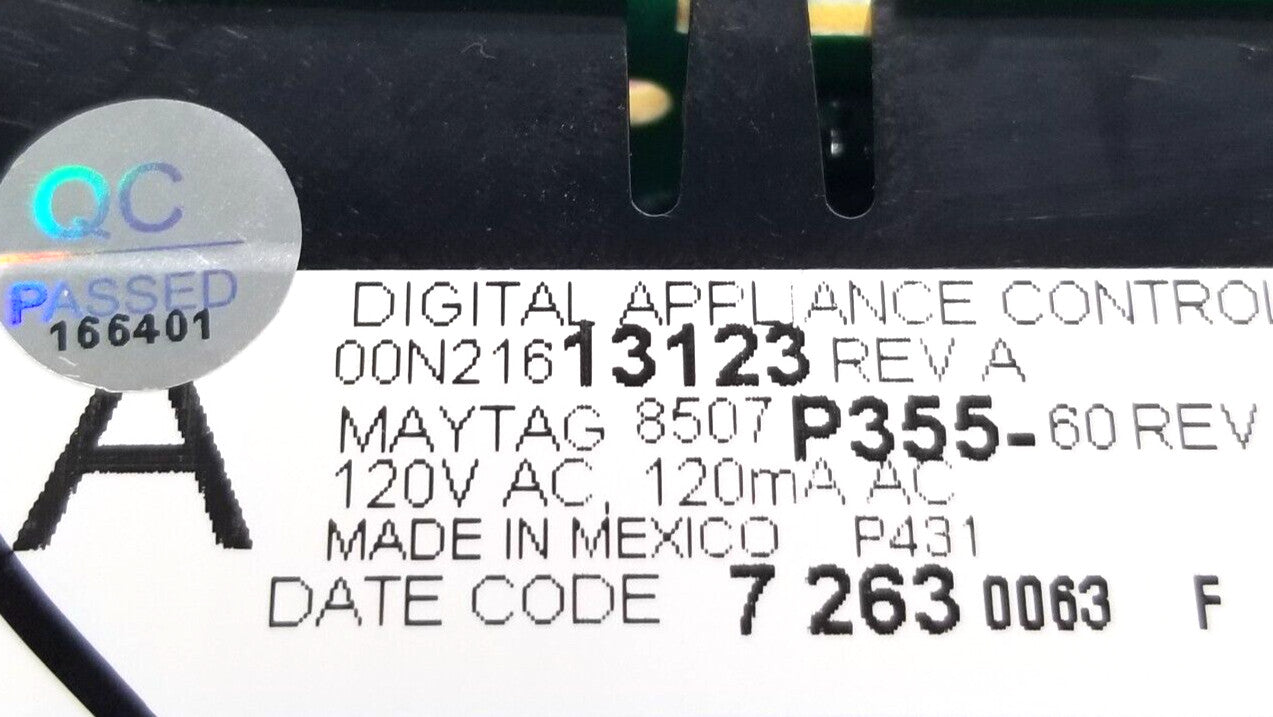 QC
PASSED
166401
DIGITAL APPLIANCE CONTROL
00N21613123 REV A
MAYTAG 8507P355-60 REV
120V AC, 120mA AC
MADE IN MEXICO P431
DATE CODE 7 263 0063 F
A